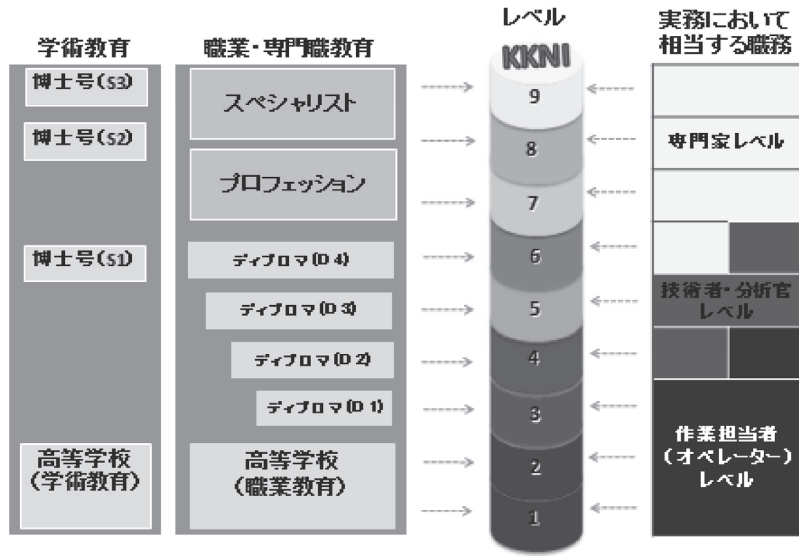 学術教育
職業・専門職教育
レベル
実務において
相当する職務
KKNI
博士号(S3)
博士号(S2)
博士号(S1)
高等学校
(学術教育)
スペシャリスト
プロフェッション
ディプロマ(D 4)
ディプロマ(D 3)
ディプロマ(D 2)
ディプロマ(D 1)
高等学校
(職業教育)
9
8
7
6
5
4
3
2
1
専門家レベル
技術者・分析官
レベル
作業担当者
(オペレーター)
レベル